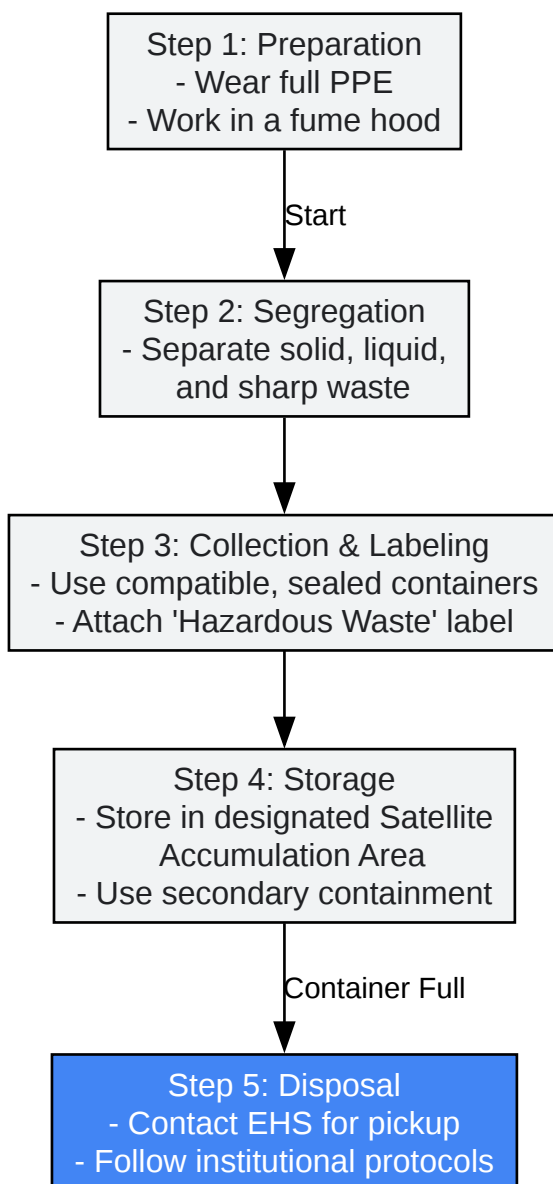 Step 1: Preparation
- Wear full PPE
- Work in a fume hood
Start
Step 2: Segregation
- Separate solid, liquid,
and sharp waste
Step 3: Collection & Labeling
- Use compatible, sealed containers
- Attach 'Hazardous Waste' label
Step 4: Storage
- Store in designated Satellite
Accumulation Area
- Use secondary containment
Container Full
Step 5: Disposal
- Contact EHS for pickup
- Follow institutional protocols